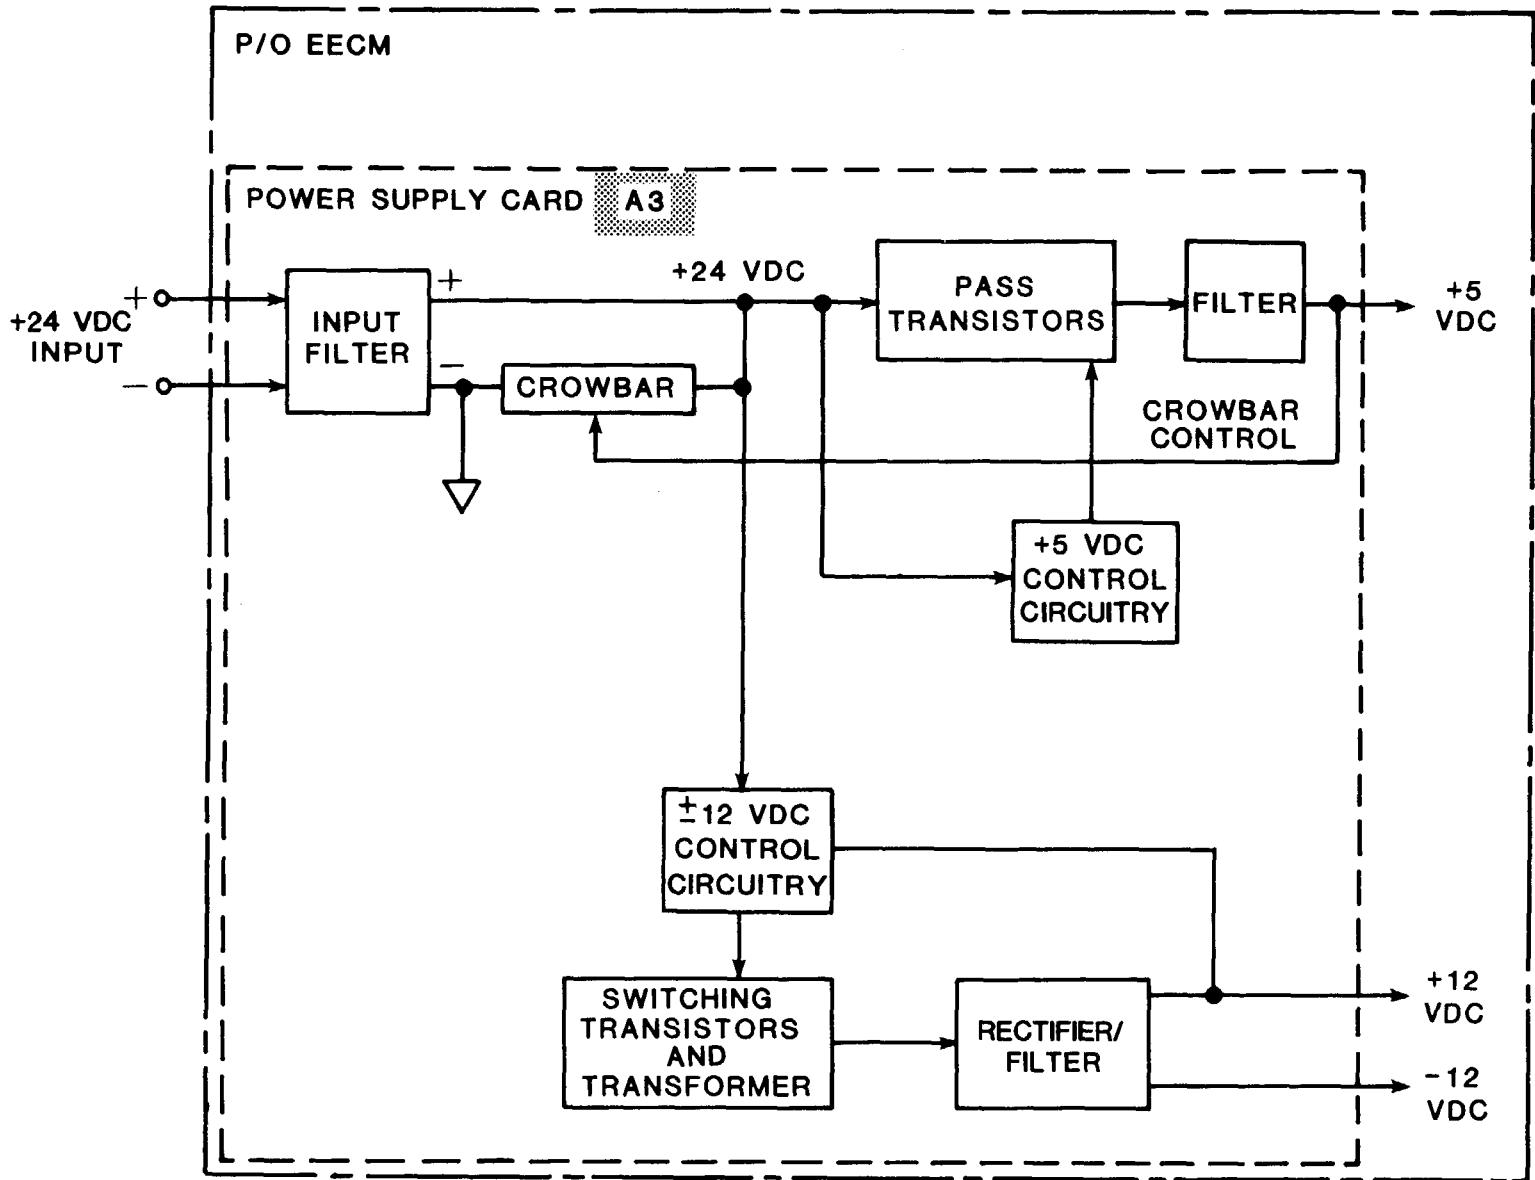 P/O EECM
POWER SUPPLY CARD A3
+24 VDC
INPUT
+
−
INPUT
FILTER
+
−
+24 VDC
CROWBAR
PASS
TRANSISTORS
FILTER
+5
VDC
CROWBAR
CONTROL
+5 VDC
CONTROL
CIRCUITRY
±12 VDC
CONTROL
CIRCUITRY
SWITCHING
TRANSISTORS
AND
TRANSFORMER
RECTIFIER/
FILTER
+12
VDC
-12
VDC